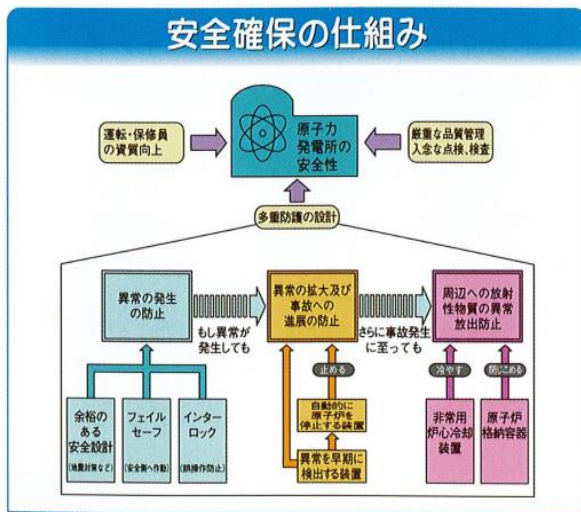 安全確保の仕組み
運転・保修員
の資質向上
原子力
発電所の
安全性
厳重な品質管理
入念な点検、検査
多重防護の設計
異常の発生
の防止
もし異常が
発生しても
異常の拡大及び
事故への
進展の防止
さらに事故発生
に至っても
周辺への放射
性物質の異常
放出防止
止める
冷やす
閉じこめる
余裕の
ある
安全設計
(地震対策など)
フェイル
セーフ
(安全側へ作動)
インター
ロック
(誤操作防止)
自動的に
原子炉を
停止する装置
異常を早期に
検出する装置
非常用
炉心冷却
装置
原子炉
格納容器